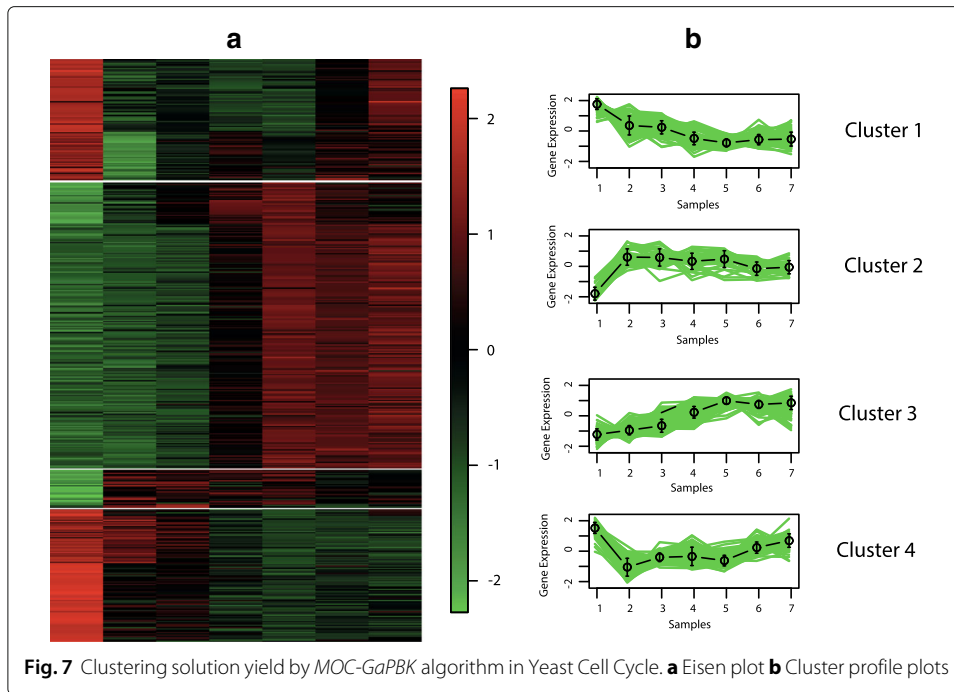 a
b
2
1
0
-1
-2
Gene Expression
2
0
-2
1 2 3 4 5 6 7
Samples
Cluster 1
Gene Expression
2
0
-2
1 2 3 4 5 6 7
Samples
Cluster 2
Gene Expression
2
0
-2
1 2 3 4 5 6 7
Samples
Cluster 3
Gene Expression
2
0
-2
1 2 3 4 5 6 7
Samples
Cluster 4
Fig. 7 Clustering solution yield by MOC-GaPBK algorithm in Yeast Cell Cycle. a Eisen plot b Cluster profile plots